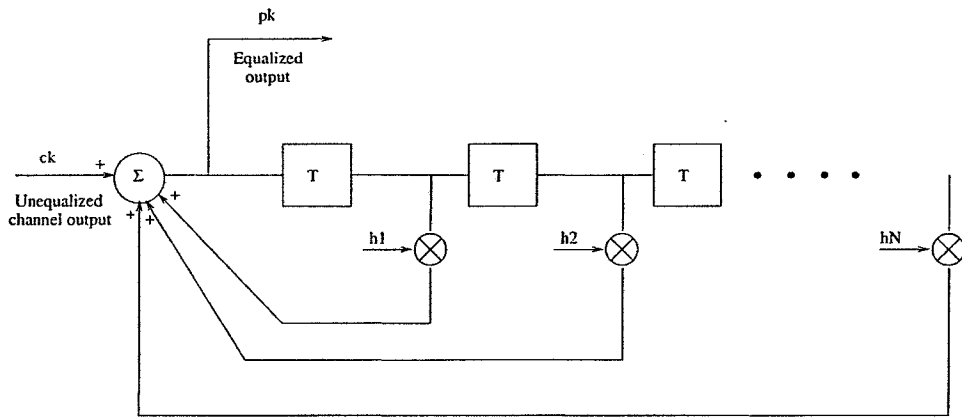 pk
Equalized
output
ck
+
Σ
+
T
T
T
Unequalized
channel output
+
+
h1
h2
hN